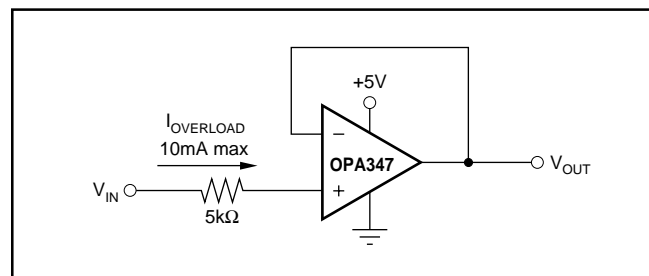 +5V
I_OVERLOAD
10mA max
−
OPA347
V_OUT
V_IN
+
5kΩ